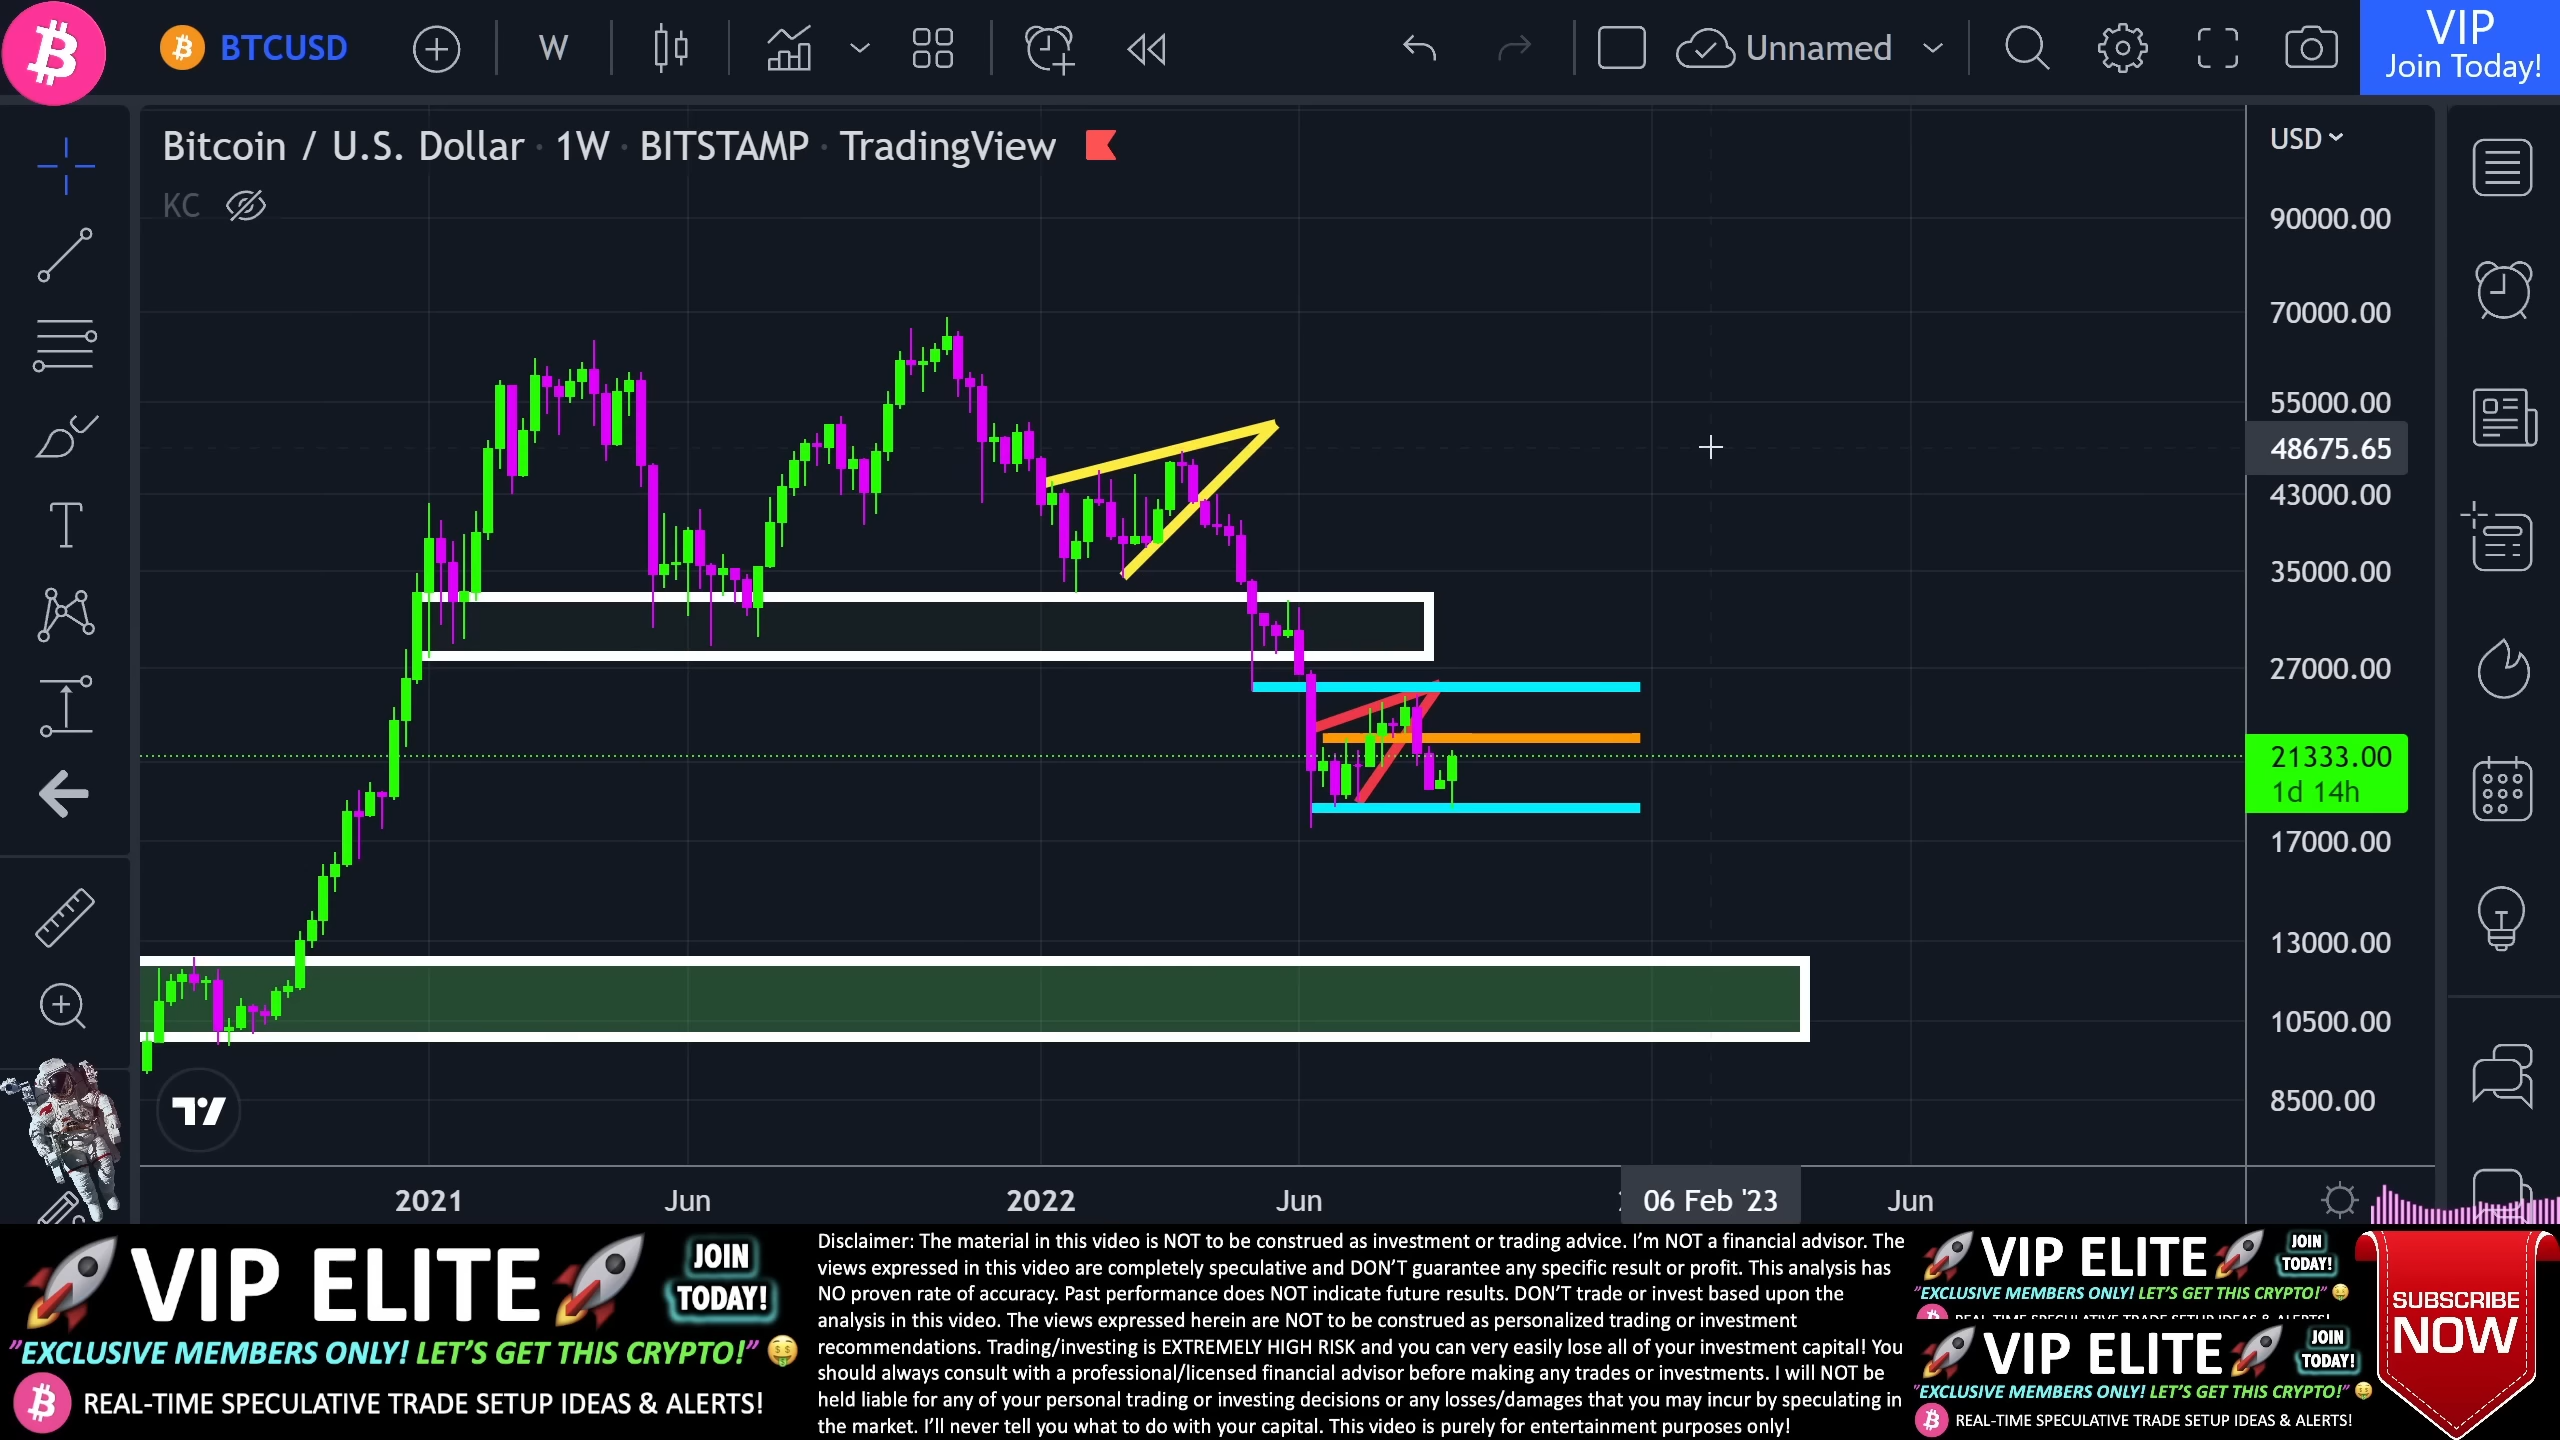 BTCUSD
W
Unnamed
VIP
Join Today!
Bitcoin / U.S. Dollar · 1W · BITSTAMP · TradingView
KC
USD
90000.00
70000.00
55000.00
48675.65
43000.00
35000.00
27000.00
21333.00
1d 14h
17000.00
13000.00
10500.00
8500.00
2021
Jun
2022
Jun
06 Feb '23
Jun
VIP ELITE
JOIN
TODAY!
"EXCLUSIVE MEMBERS ONLY! LET'S GET THIS CRYPTO!"
REAL-TIME SPECULATIVE TRADE SETUP IDEAS & ALERTS!
Disclaimer: The material in this video is NOT to be construed as investment or trading advice. I'm NOT a financial advisor. The
views expressed in this video are completely speculative and DON'T guarantee any specific result or profit. This analysis has
NO proven rate of accuracy. Past performance does NOT indicate future results. DON'T trade or invest based upon the
analysis in this video. The views expressed herein are NOT to be construed as personalized trading or investment
recommendations. Trading/investing is EXTREMELY HIGH RISK and you can very easily lose all of your investment capital! You
should always consult with a professional/licensed financial advisor before making any trades or investments. I will NOT be
held liable for any of your personal trading or investing decisions or any losses/damages that you may incur by speculating in
the market. I'll never tell you what to do with your capital. This video is purely for entertainment purposes only!
VIP ELITE
JOIN
TODAY!
"EXCLUSIVE MEMBERS ONLY! LET'S GET THIS CRYPTO!"
VIP ELITE
JOIN
TODAY!
"EXCLUSIVE MEMBERS ONLY! LET'S GET THIS CRYPTO!"
REAL-TIME SPECULATIVE TRADE SETUP IDEAS & ALERTS!
SUBSCRIBE
NOW